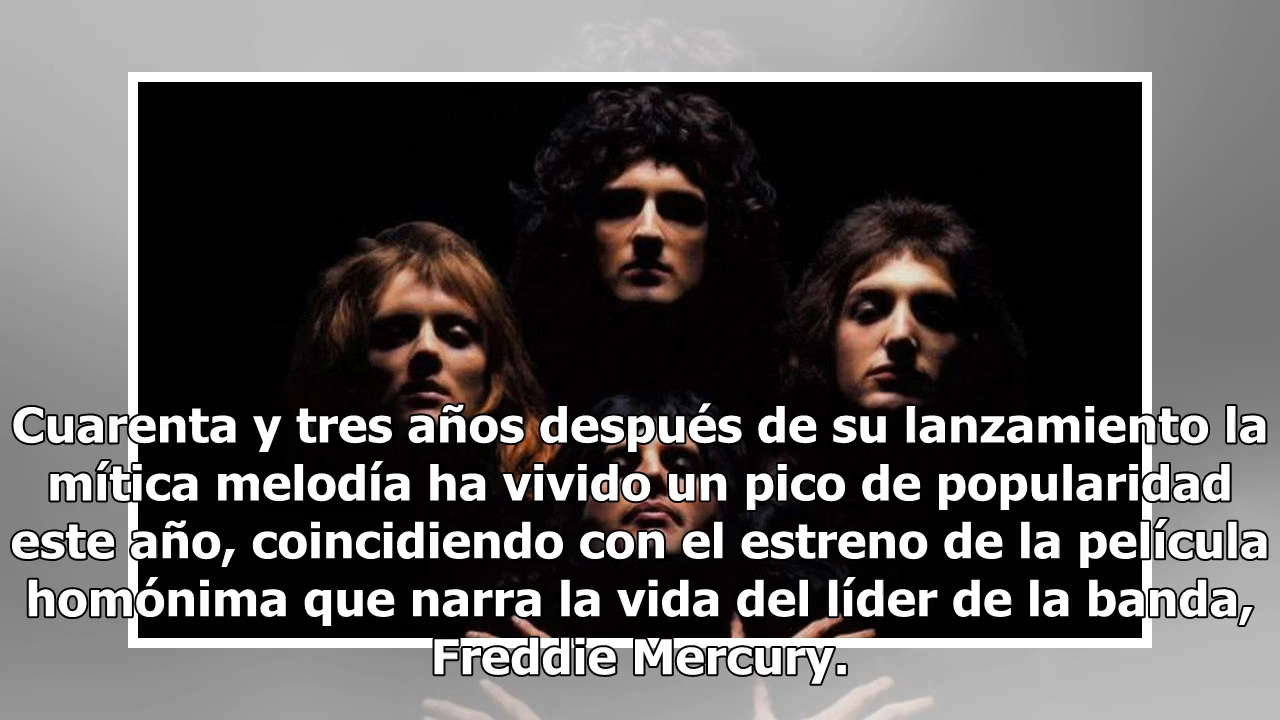 Cuarenta y tres años después de su lanzamiento la
mítica melodía ha vivido un pico de popularidad
este año, coincidiendo con el estreno de la película
homónima que narra la vida del líder de la banda,
Freddie Mercury.